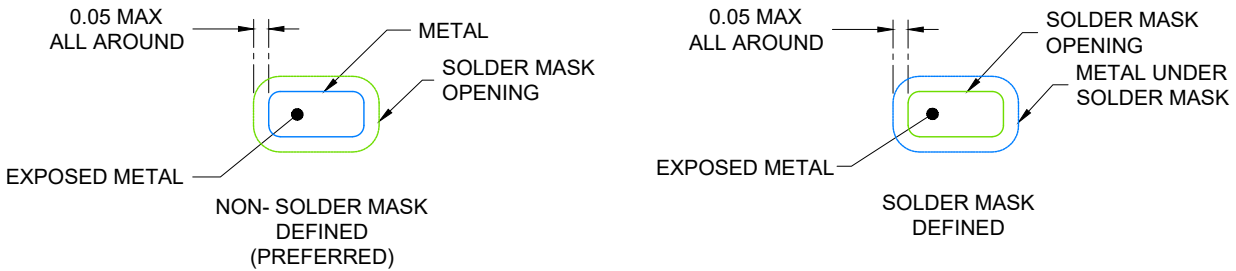 0.05 MAX
ALL AROUND
METAL
SOLDER MASK
OPENING
EXPOSED METAL
NON- SOLDER MASK
DEFINED
(PREFERRED)
0.05 MAX
ALL AROUND
SOLDER MASK
OPENING
METAL UNDER
SOLDER MASK
EXPOSED METAL
SOLDER MASK
DEFINED